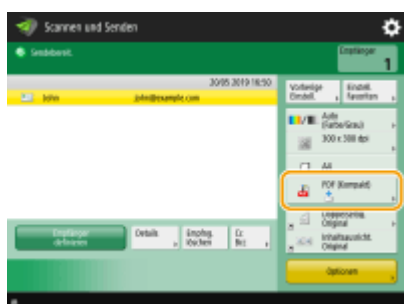 Scannen und Senden
Sendebereit.
Empfänger
1
20/05 2019 16:50
John
john@example.com
Vorherige
Einstell.
Einstell.
Favoriten
Auto
(Farbe/Grau)
300 x 300 dpi
A4
PDF (Kompakt)
Doppelseitig.
Original
Inhaltsausricht.
Original
Empfänger
definieren
Details
Empfng.
löschen
Cc
Bcc
Optionen